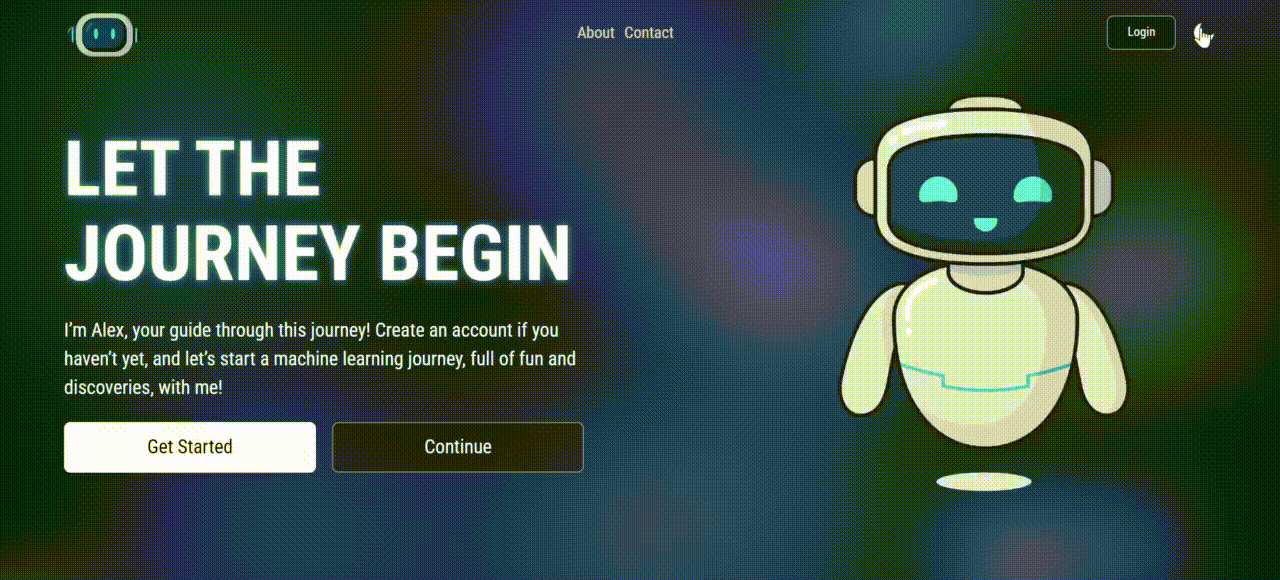 About Contact
Login
LET THE
JOURNEY BEGIN
I’m Alex, your guide through this journey! Create an account if you
haven’t yet, and let’s start a machine learning journey, full of fun and
discoveries, with me!
Get Started
Continue